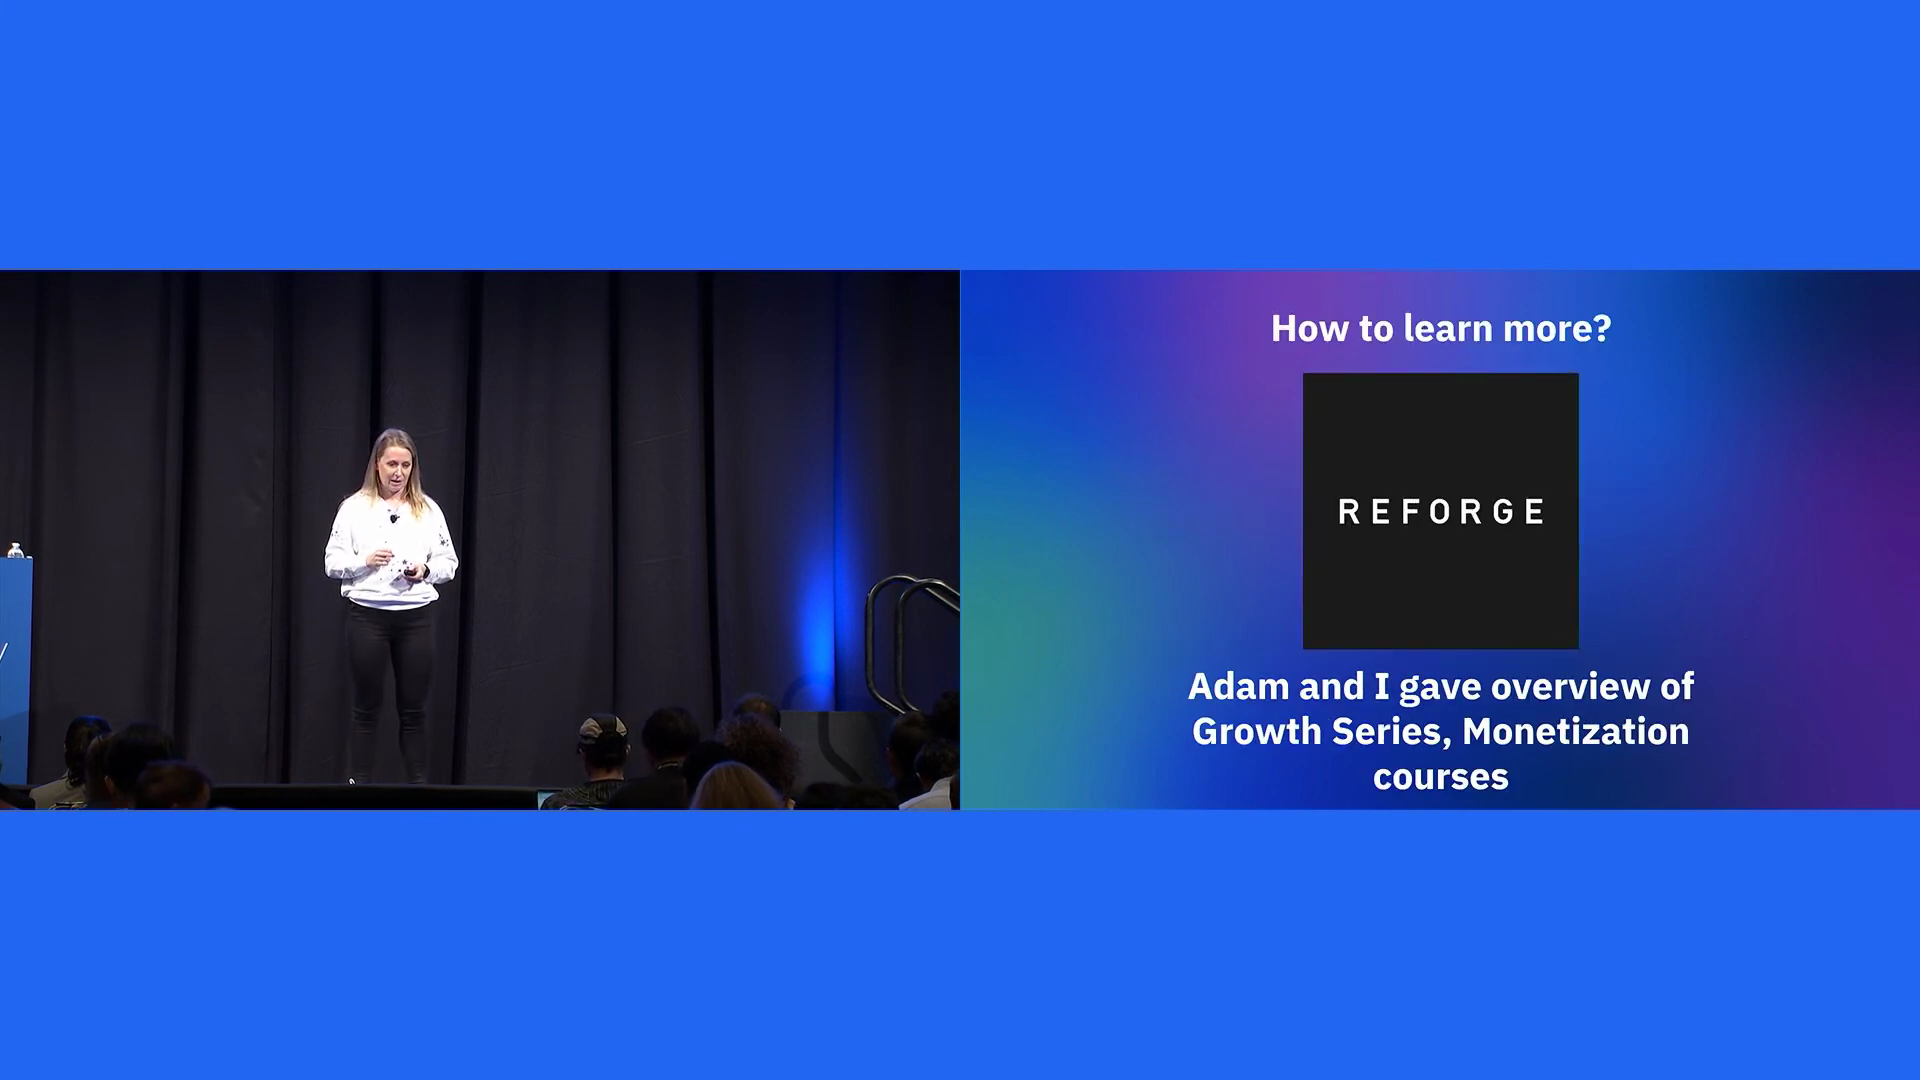 How to learn more?
REFORGE
Adam and I gave overview of
Growth Series, Monetization
courses